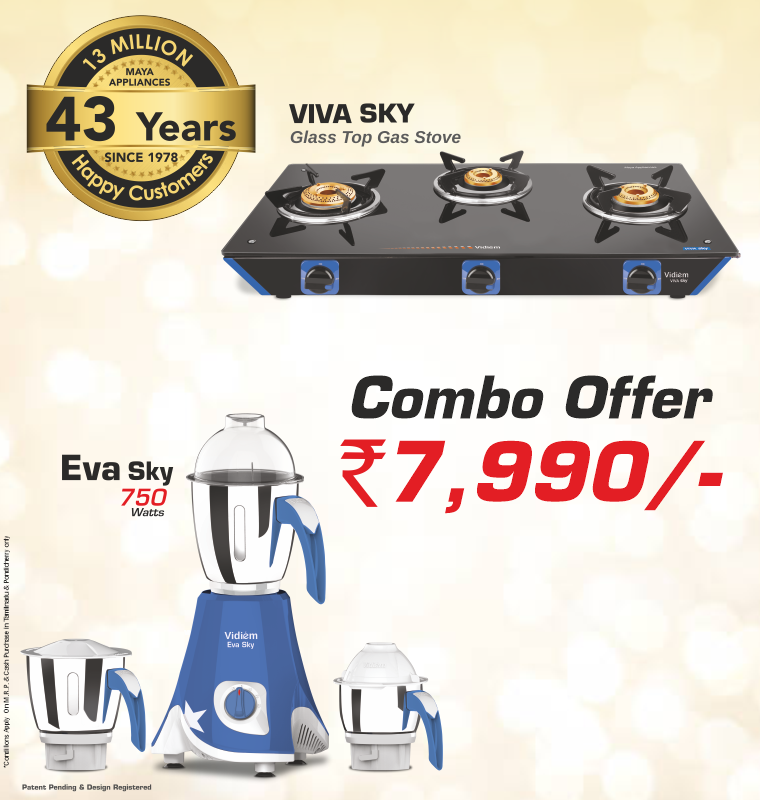 13 MILLION
MAYA
APPLIANCES
43 Years
SINCE 1978
Happy Customers
VIVA SKY
Glass Top Gas Stove
Vidiem
Vidiem
viva sky
Combo Offer
₹7,990/-
Eva Sky
750
Watts
Vidiem
Eva Sky
*Conditions Apply On M.R.P. & Cash Purchase in Tamilnadu & Pondicherry only
Patent Pending & Design Registered